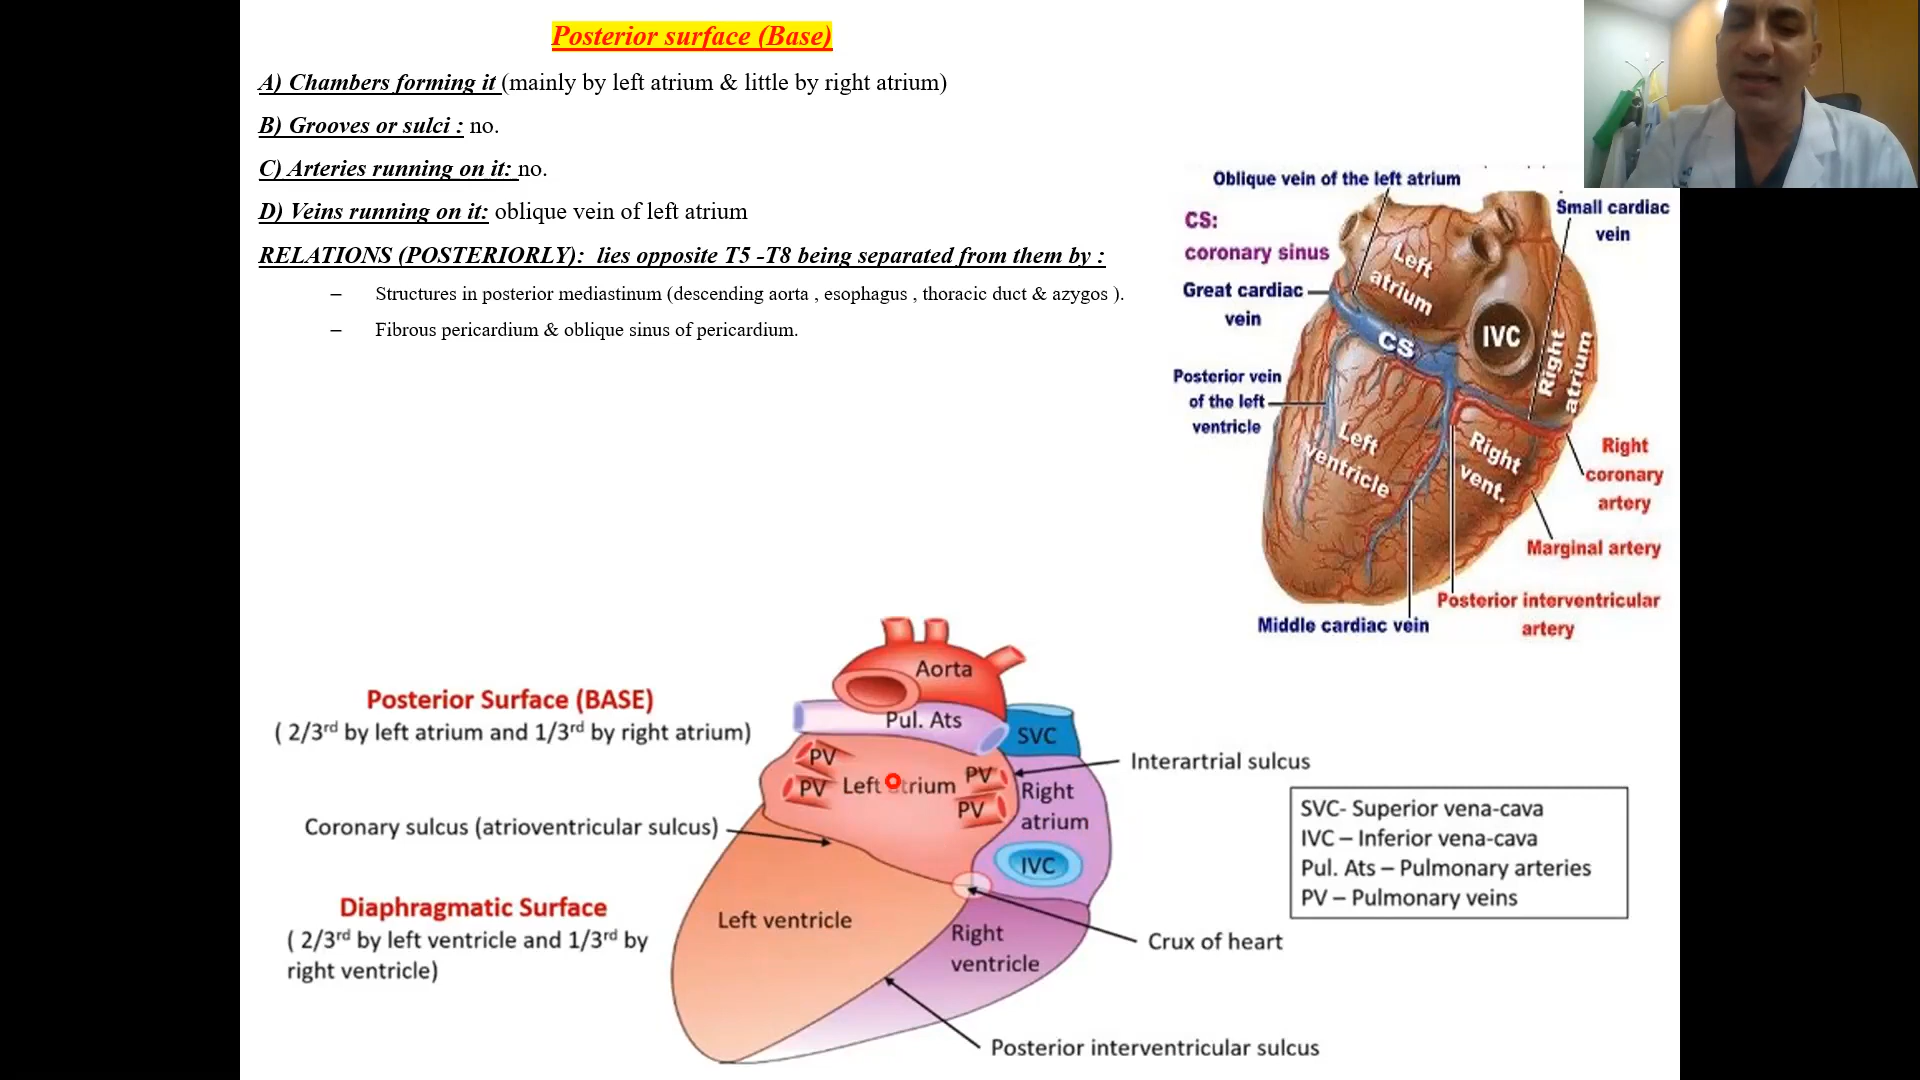 Posterior surface (Base)
A) Chambers forming it (mainly by left atrium & little by right atrium)
B) Grooves or sulci : no.
C) Arteries running on it: no.
D) Veins running on it: oblique vein of left atrium
RELATIONS (POSTERIORLY): lies opposite T5 -T8 being separated from them by :
– Structures in posterior mediastinum (descending aorta , esophagus , thoracic duct & azygos ).
– Fibrous pericardium & oblique sinus of pericardium.
Oblique vein of the left atrium
Small cardiac
vein
CS:
coronary sinus
Left
atrium
Great cardiac
vein
IVC
CS
Right
atrium
Posterior vein
of the left
ventricle
Left
ventricle
Right
vent.
Right
coronary
artery
Marginal artery
Posterior interventricular
artery
Middle cardiac vein
Aorta
Posterior Surface (BASE)
( 2/3rd by left atrium and 1/3rd by right atrium)
Pul. Ats
SVC
PV
PV
Left atrium
PV
PV
Right
atrium
Interartrial sulcus
SVC- Superior vena-cava
IVC – Inferior vena-cava
Pul. Ats – Pulmonary arteries
PV – Pulmonary veins
Coronary sulcus (atrioventricular sulcus)
IVC
Diaphragmatic Surface
( 2/3rd by left ventricle and 1/3rd by
right ventricle)
Left ventricle
Right
ventricle
Crux of heart
Posterior interventricular sulcus